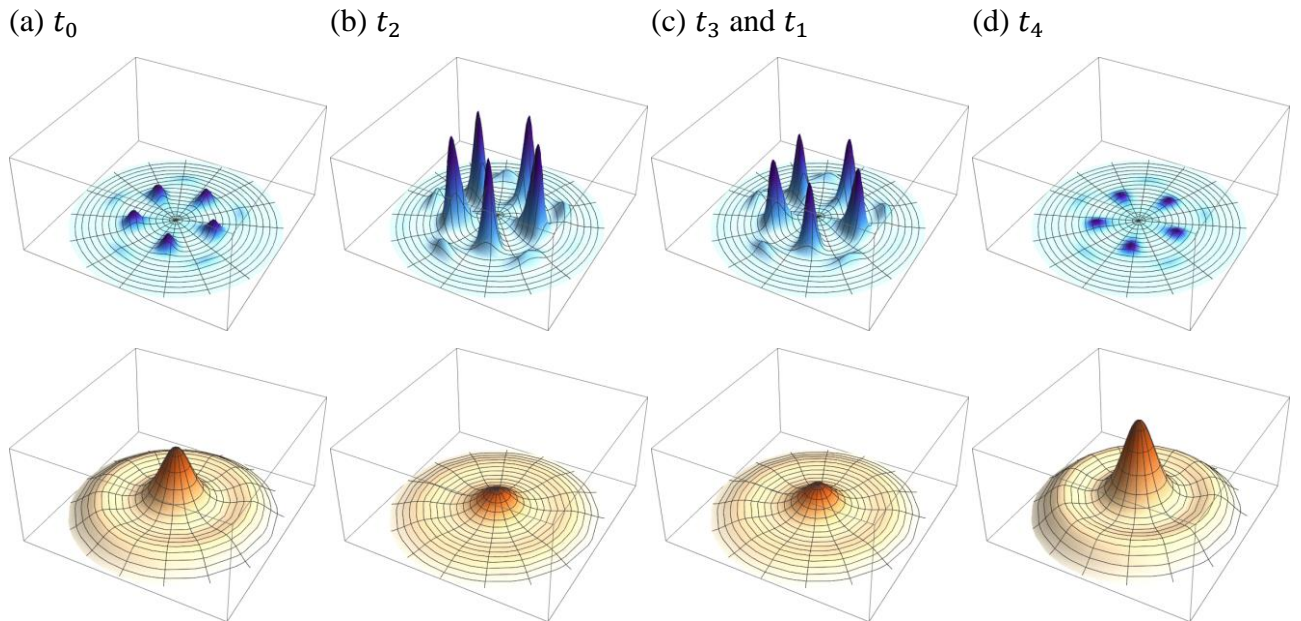 (a) t₀ (b) t₂ (c) t₃ and t₁ (d) t₄